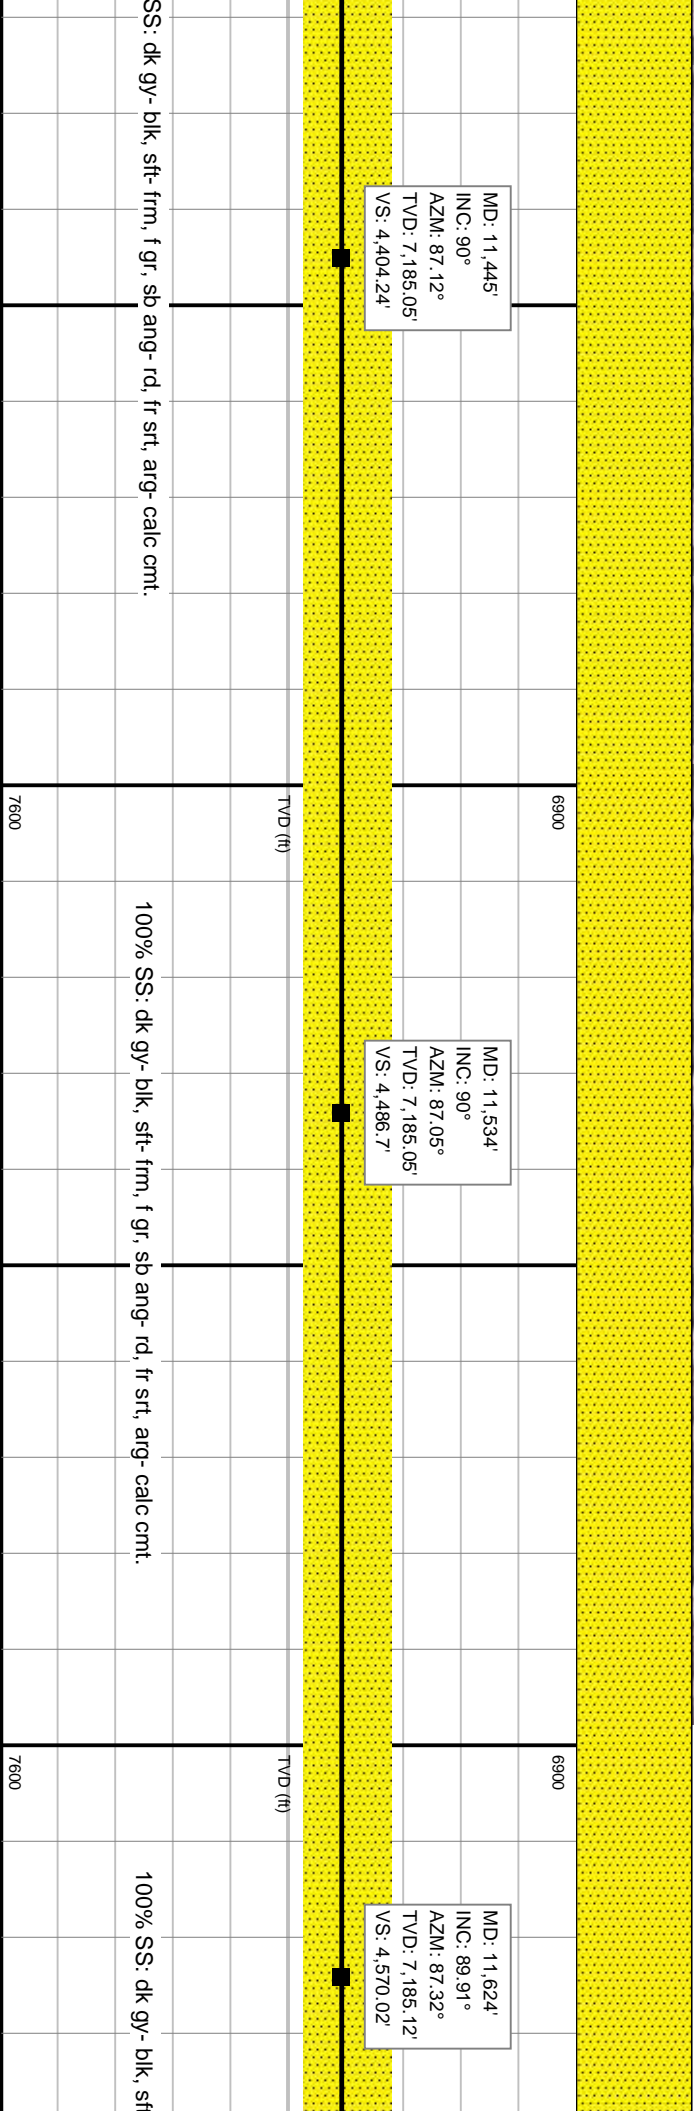 MD: 11,445'
INC: 90°
AZM: 87.12°
TVD: 7,185.05'
VS: 4,404.24'
SS: dk gy- blk, sft- frm, f gr, sb ang- rd, fr srt, arg- calc cmt.
6900
TVD (ft)
7600
MD: 11,534'
INC: 90°
AZM: 87.05°
TVD: 7,185.05'
VS: 4,486.7'
100% SS: dk gy- blk, sft- frm, f gr, sb ang- rd, fr srt, arg- calc cmt.
6900
TVD (ft)
7600
MD: 11,624'
INC: 89.91°
AZM: 87.32°
TVD: 7,185.12'
VS: 4,570.02'
100% SS: dk gy- blk, sft